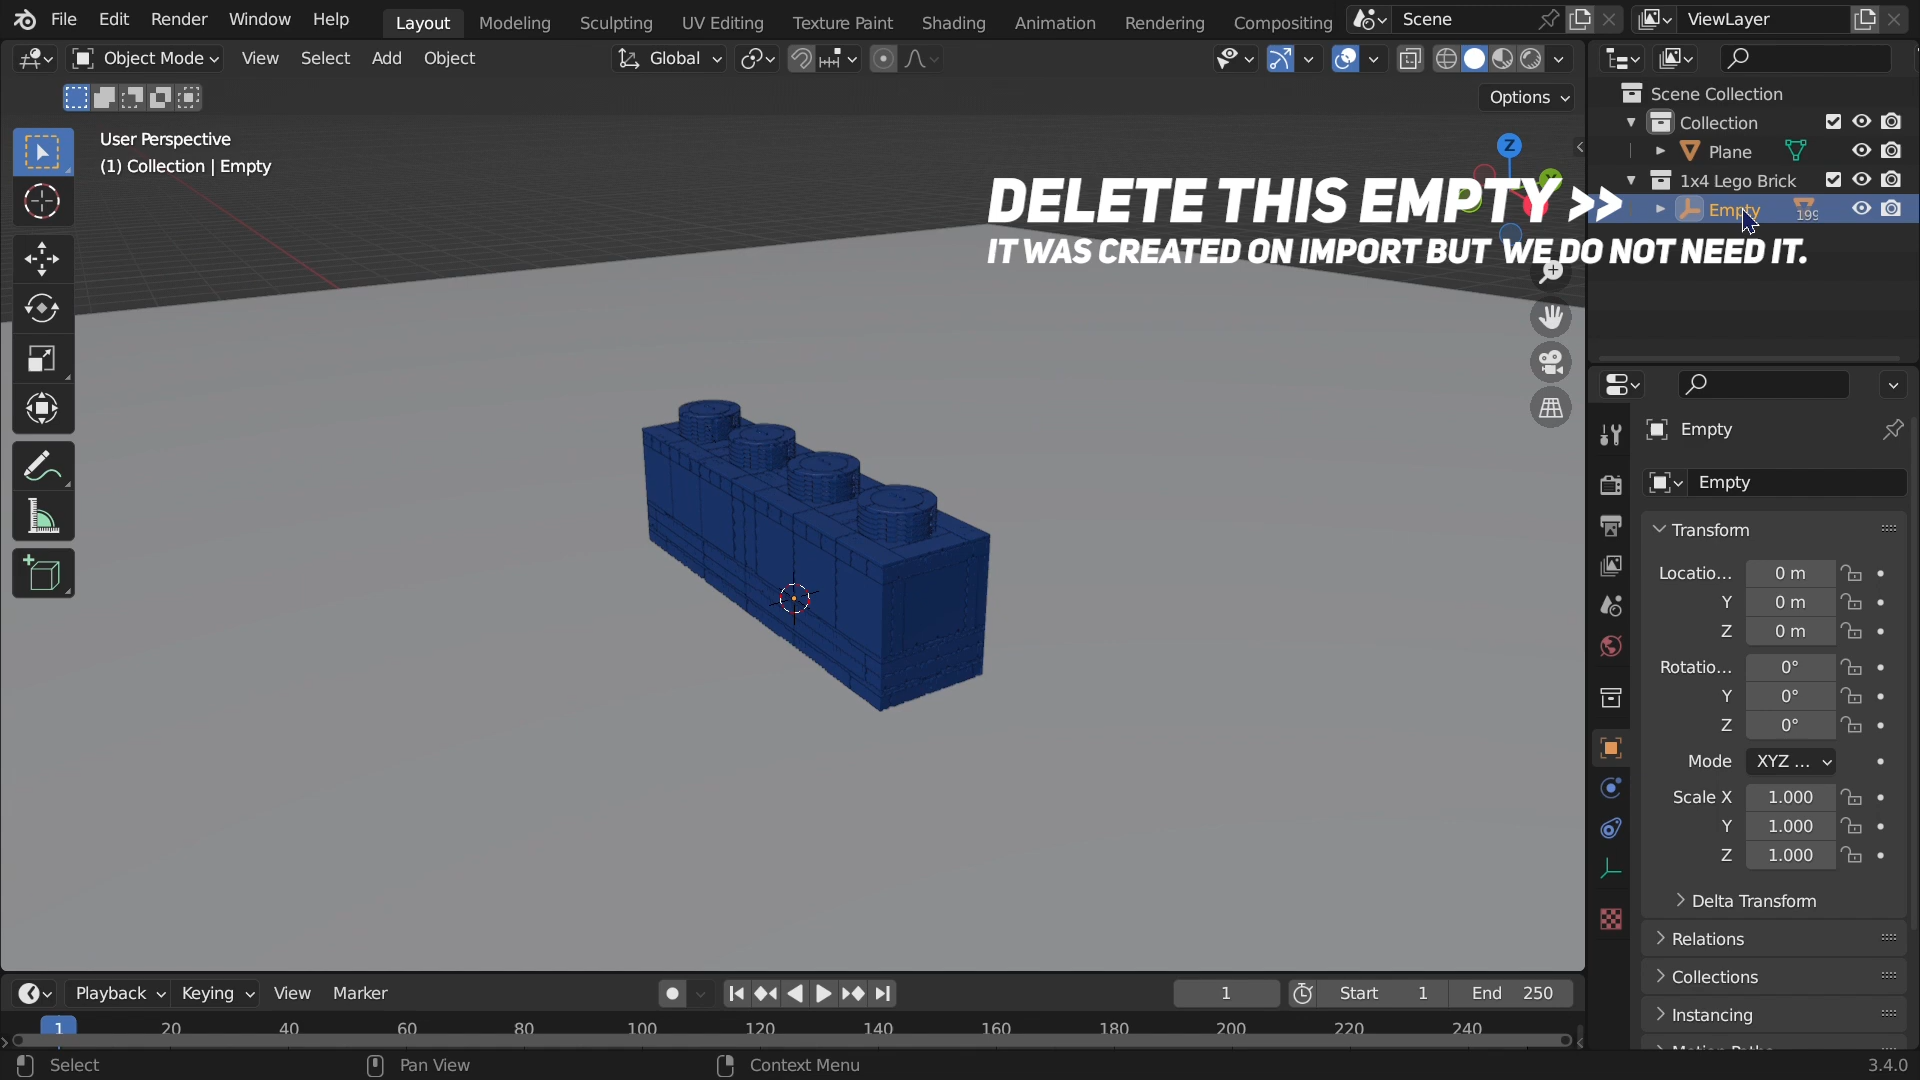 File Edit Render Window Help Layout Modeling Sculpting UV Editing Texture Paint Shading Animation Rendering Compositing Scene ViewLayer
Object Mode View Select Add Object Global
Options
User Perspective
(1) Collection | Empty
Z
Y
DELETE THIS EMPTY >>
IT WAS CREATED ON IMPORT BUT WE DO NOT NEED IT.
Scene Collection
Collection
Plane
1x4 Lego Brick
Empty 199
Empty
Empty
Transform
Locatio... 0 m
Y 0 m
Z 0 m
Rotatio... 0°
Y 0°
Z 0°
Mode XYZ ...
Scale X 1.000
Y 1.000
Z 1.000
Delta Transform
Relations
Collections
Instancing
Motion Paths
Playback Keying View Marker 1 Start 1 End 250
1 20 40 60 80 100 120 140 160 180 200 220 240
Select Pan View Context Menu 3.4.0